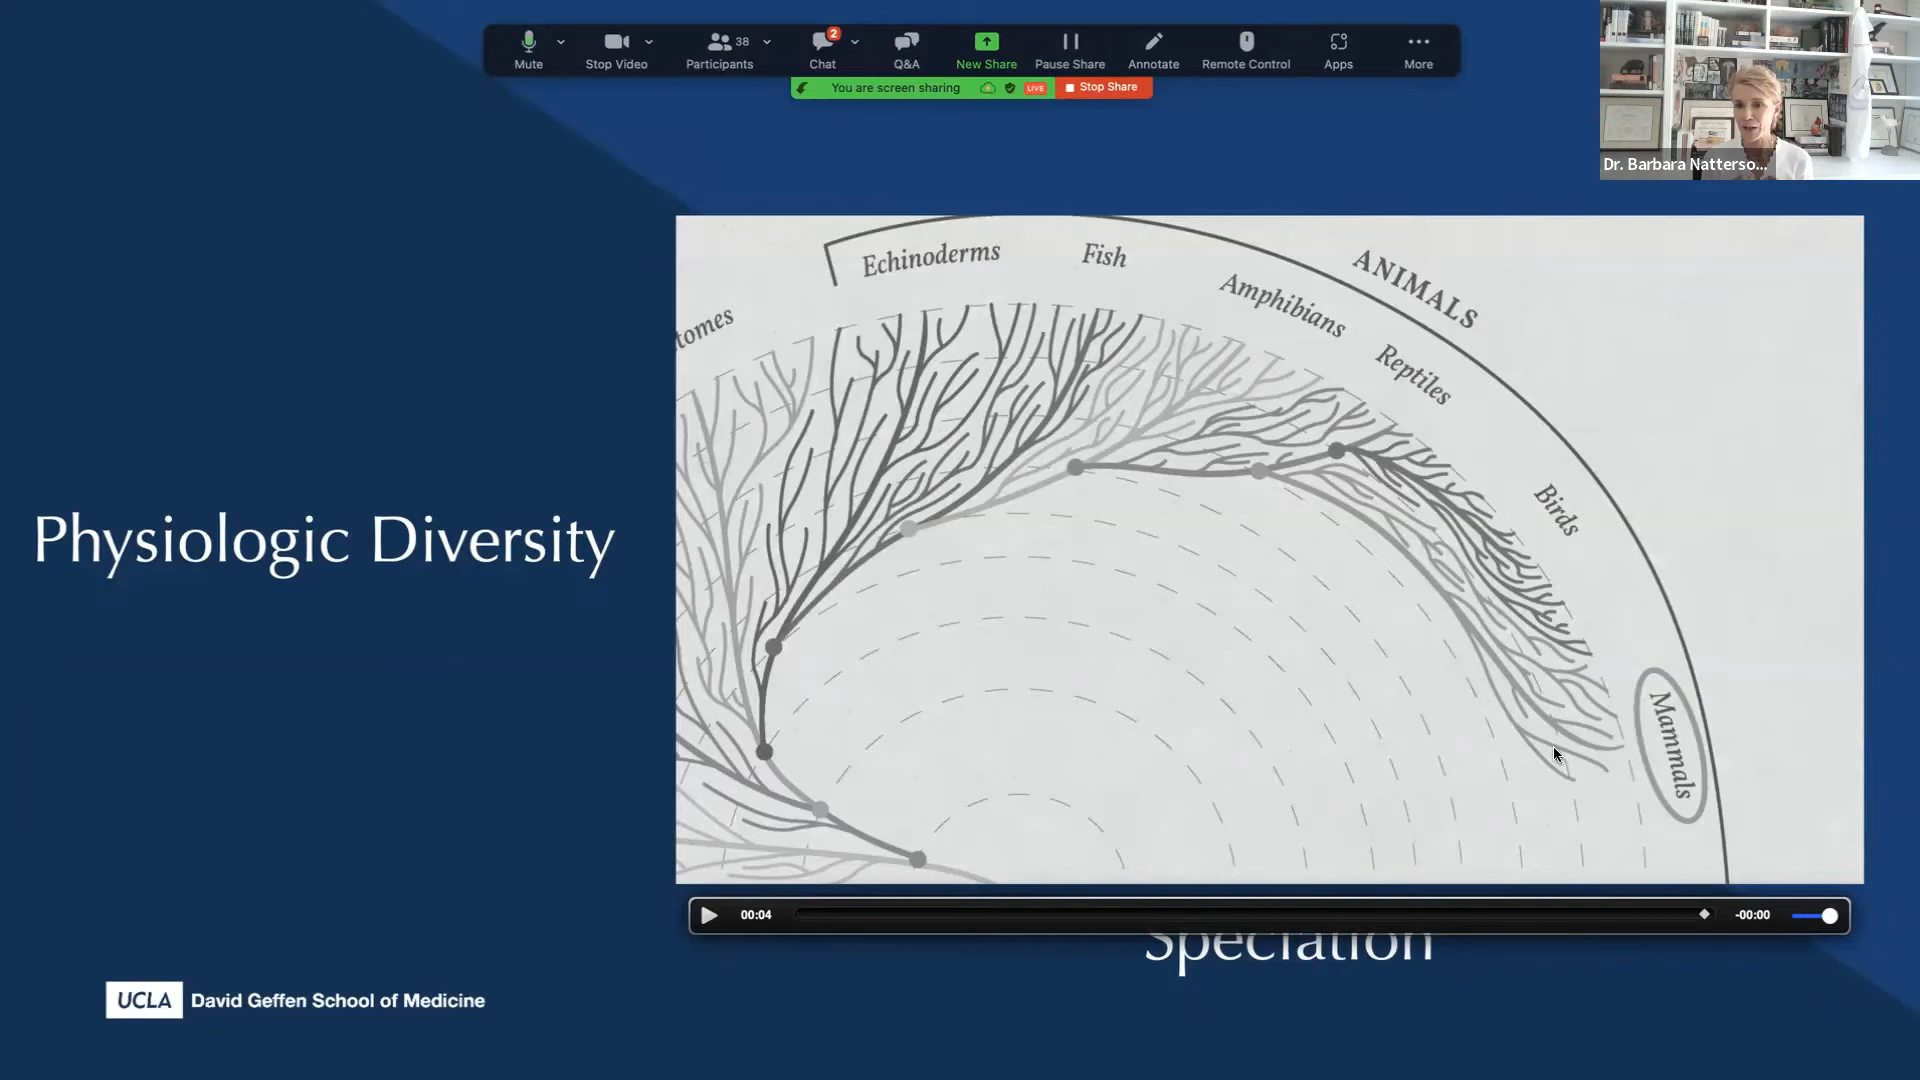 Mute
Stop Video
38
Participants
2
Chat
Q&A
New Share
Pause Share
Annotate
Remote Control
Apps
More
You are screen sharing
LIVE
Stop Share
Dr. Barbara Natterso...
Physiologic Diversity
tomes
Echinoderms
Fish
Amphibians
ANIMALS
Reptiles
Birds
Mammals
00:04
-00:00
Speciation
UCLA David Geffen School of Medicine